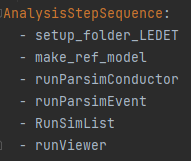 AnalysisStepSequence:
- setup_folder_LEDET
- make_ref_model
- runParsimConductor
- runParsimEvent
- RunSimList
- runViewer